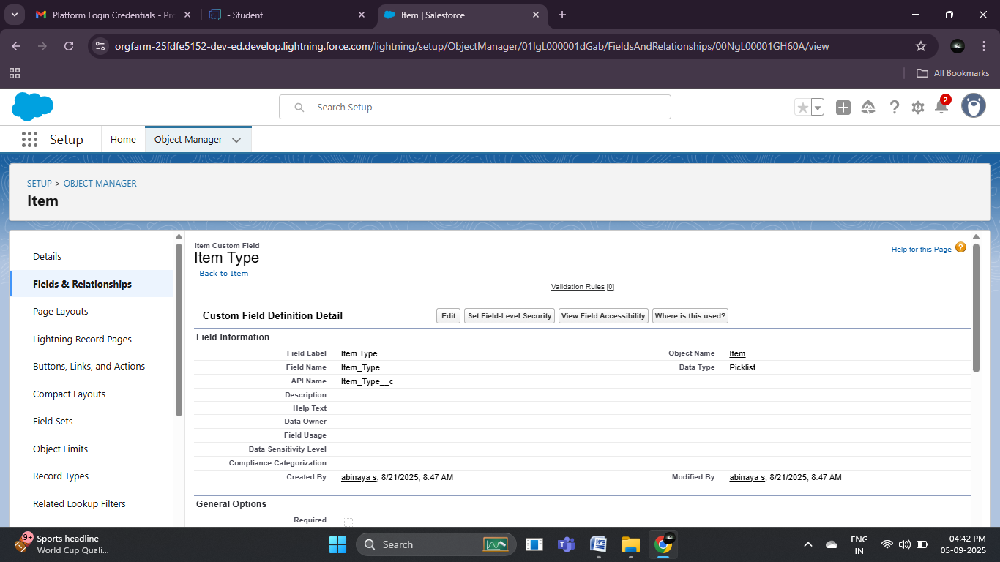 Platform Login Credentials - Pro
- Student
Item | Salesforce
orgfarm-25fdfe5152-dev-ed.develop.lightning.force.com/lightning/setup/ObjectManager/01IgL000001dGab/FieldsAndRelationships/00NgL00001GH60A/view
All Bookmarks
Search Setup
2
Setup
Home
Object Manager
SETUP > OBJECT MANAGER
Item
Details
Fields & Relationships
Page Layouts
Lightning Record Pages
Buttons, Links, and Actions
Compact Layouts
Field Sets
Object Limits
Record Types
Related Lookup Filters
Item Custom Field
Item Type
Back to Item
Help for this Page ?
Validation Rules [0]
Custom Field Definition Detail
Edit
Set Field-Level Security
View Field Accessibility
Where is this used?
Field Information
Field Label Item Type Object Name Item
Field Name Item_Type Data Type Picklist
API Name Item_Type__c
Description
Help Text
Data Owner
Field Usage
Data Sensitivity Level
Compliance Categorization
Created By abinaya s, 8/21/2025, 8:47 AM Modified By abinaya s, 8/21/2025, 8:47 AM
General Options
Required
9+
Sports headline
World Cup Quali...
Search
ENG
IN
04:42 PM
05-09-2025